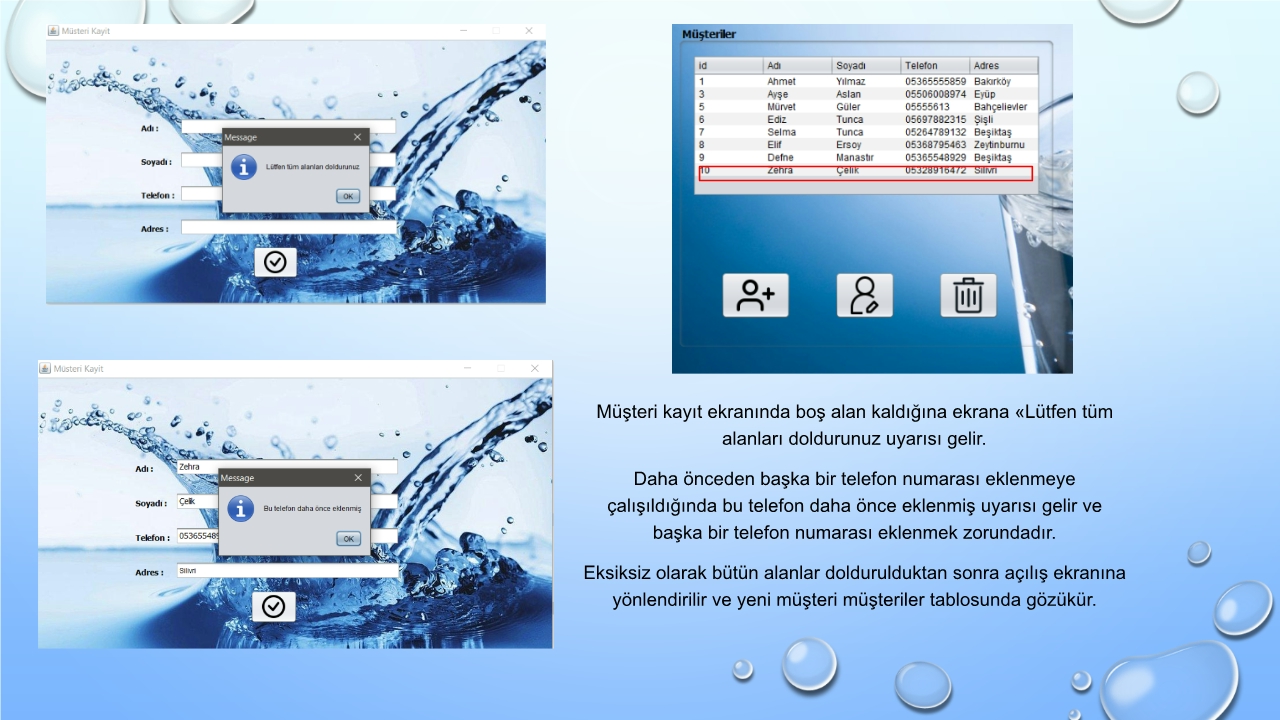 Müsteri Kayit
Adı :
Soyadı :
Telefon :
Adres :
Message
Lütfen tüm alanları doldurunuz
OK
Müşteriler
id Adı Soyadı Telefon Adres
1 Ahmet Yılmaz 05365555859 Bakırköy
3 Ayşe Aslan 05506008974 Eyüp
5 Mürvet Güler 05555613 Bahçelievler
6 Ediz Tunca 05697882315 Şişli
7 Selma Tunca 05264789132 Beşiktaş
8 Elif Ersoy 05368795463 Zeytinburnu
9 Defne Manastır 05365548929 Beşiktaş
10 Zehra Çelik 05328916472 Silivri
Müsteri Kayit
Adı : Zehra
Soyadı : Çelik
Telefon : 053655489
Adres : Silivri
Message
Bu telefon daha önce eklenmiş
OK
Müşteri kayıt ekranında boş alan kaldığına ekrana «Lütfen tüm
alanları doldurunuz uyarısı gelir.
Daha önceden başka bir telefon numarası eklenmeye
çalışıldığında bu telefon daha önce eklenmiş uyarısı gelir ve
başka bir telefon numarası eklenmek zorundadır.
Eksiksiz olarak bütün alanlar doldurulduktan sonra açılış ekranına
yönlendirilir ve yeni müşteri müşteriler tablosunda gözükür.